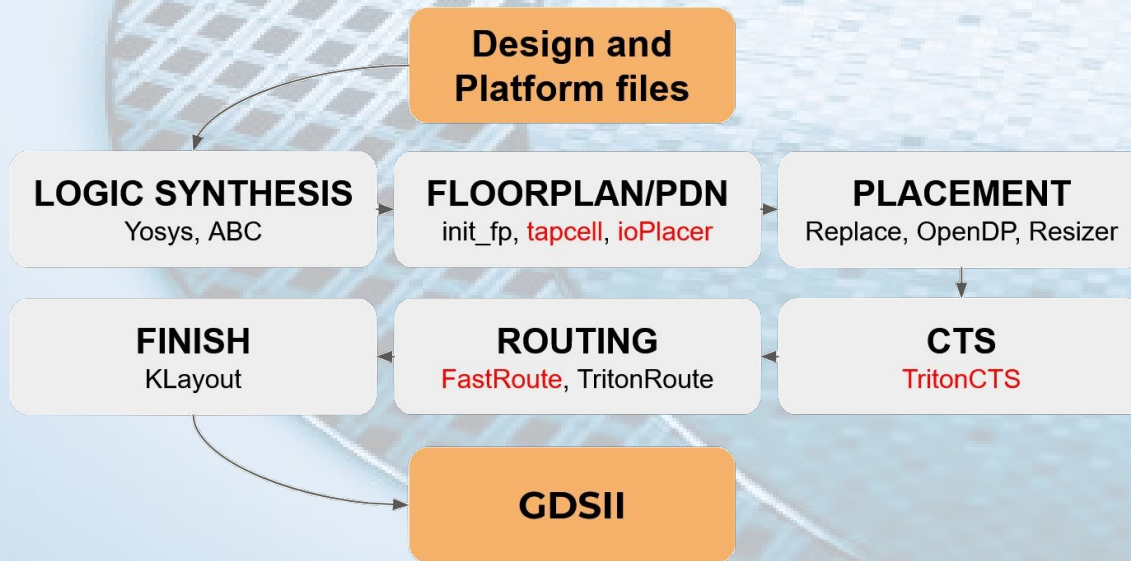 Design and
Platform files
LOGIC SYNTHESIS
Yosys, ABC
FLOORPLAN/PDN
init_fp, tapcell, ioPlacer
PLACEMENT
Replace, OpenDP, Resizer
FINISH
KLayout
ROUTING
FastRoute, TritonRoute
CTS
TritonCTS
GDSII